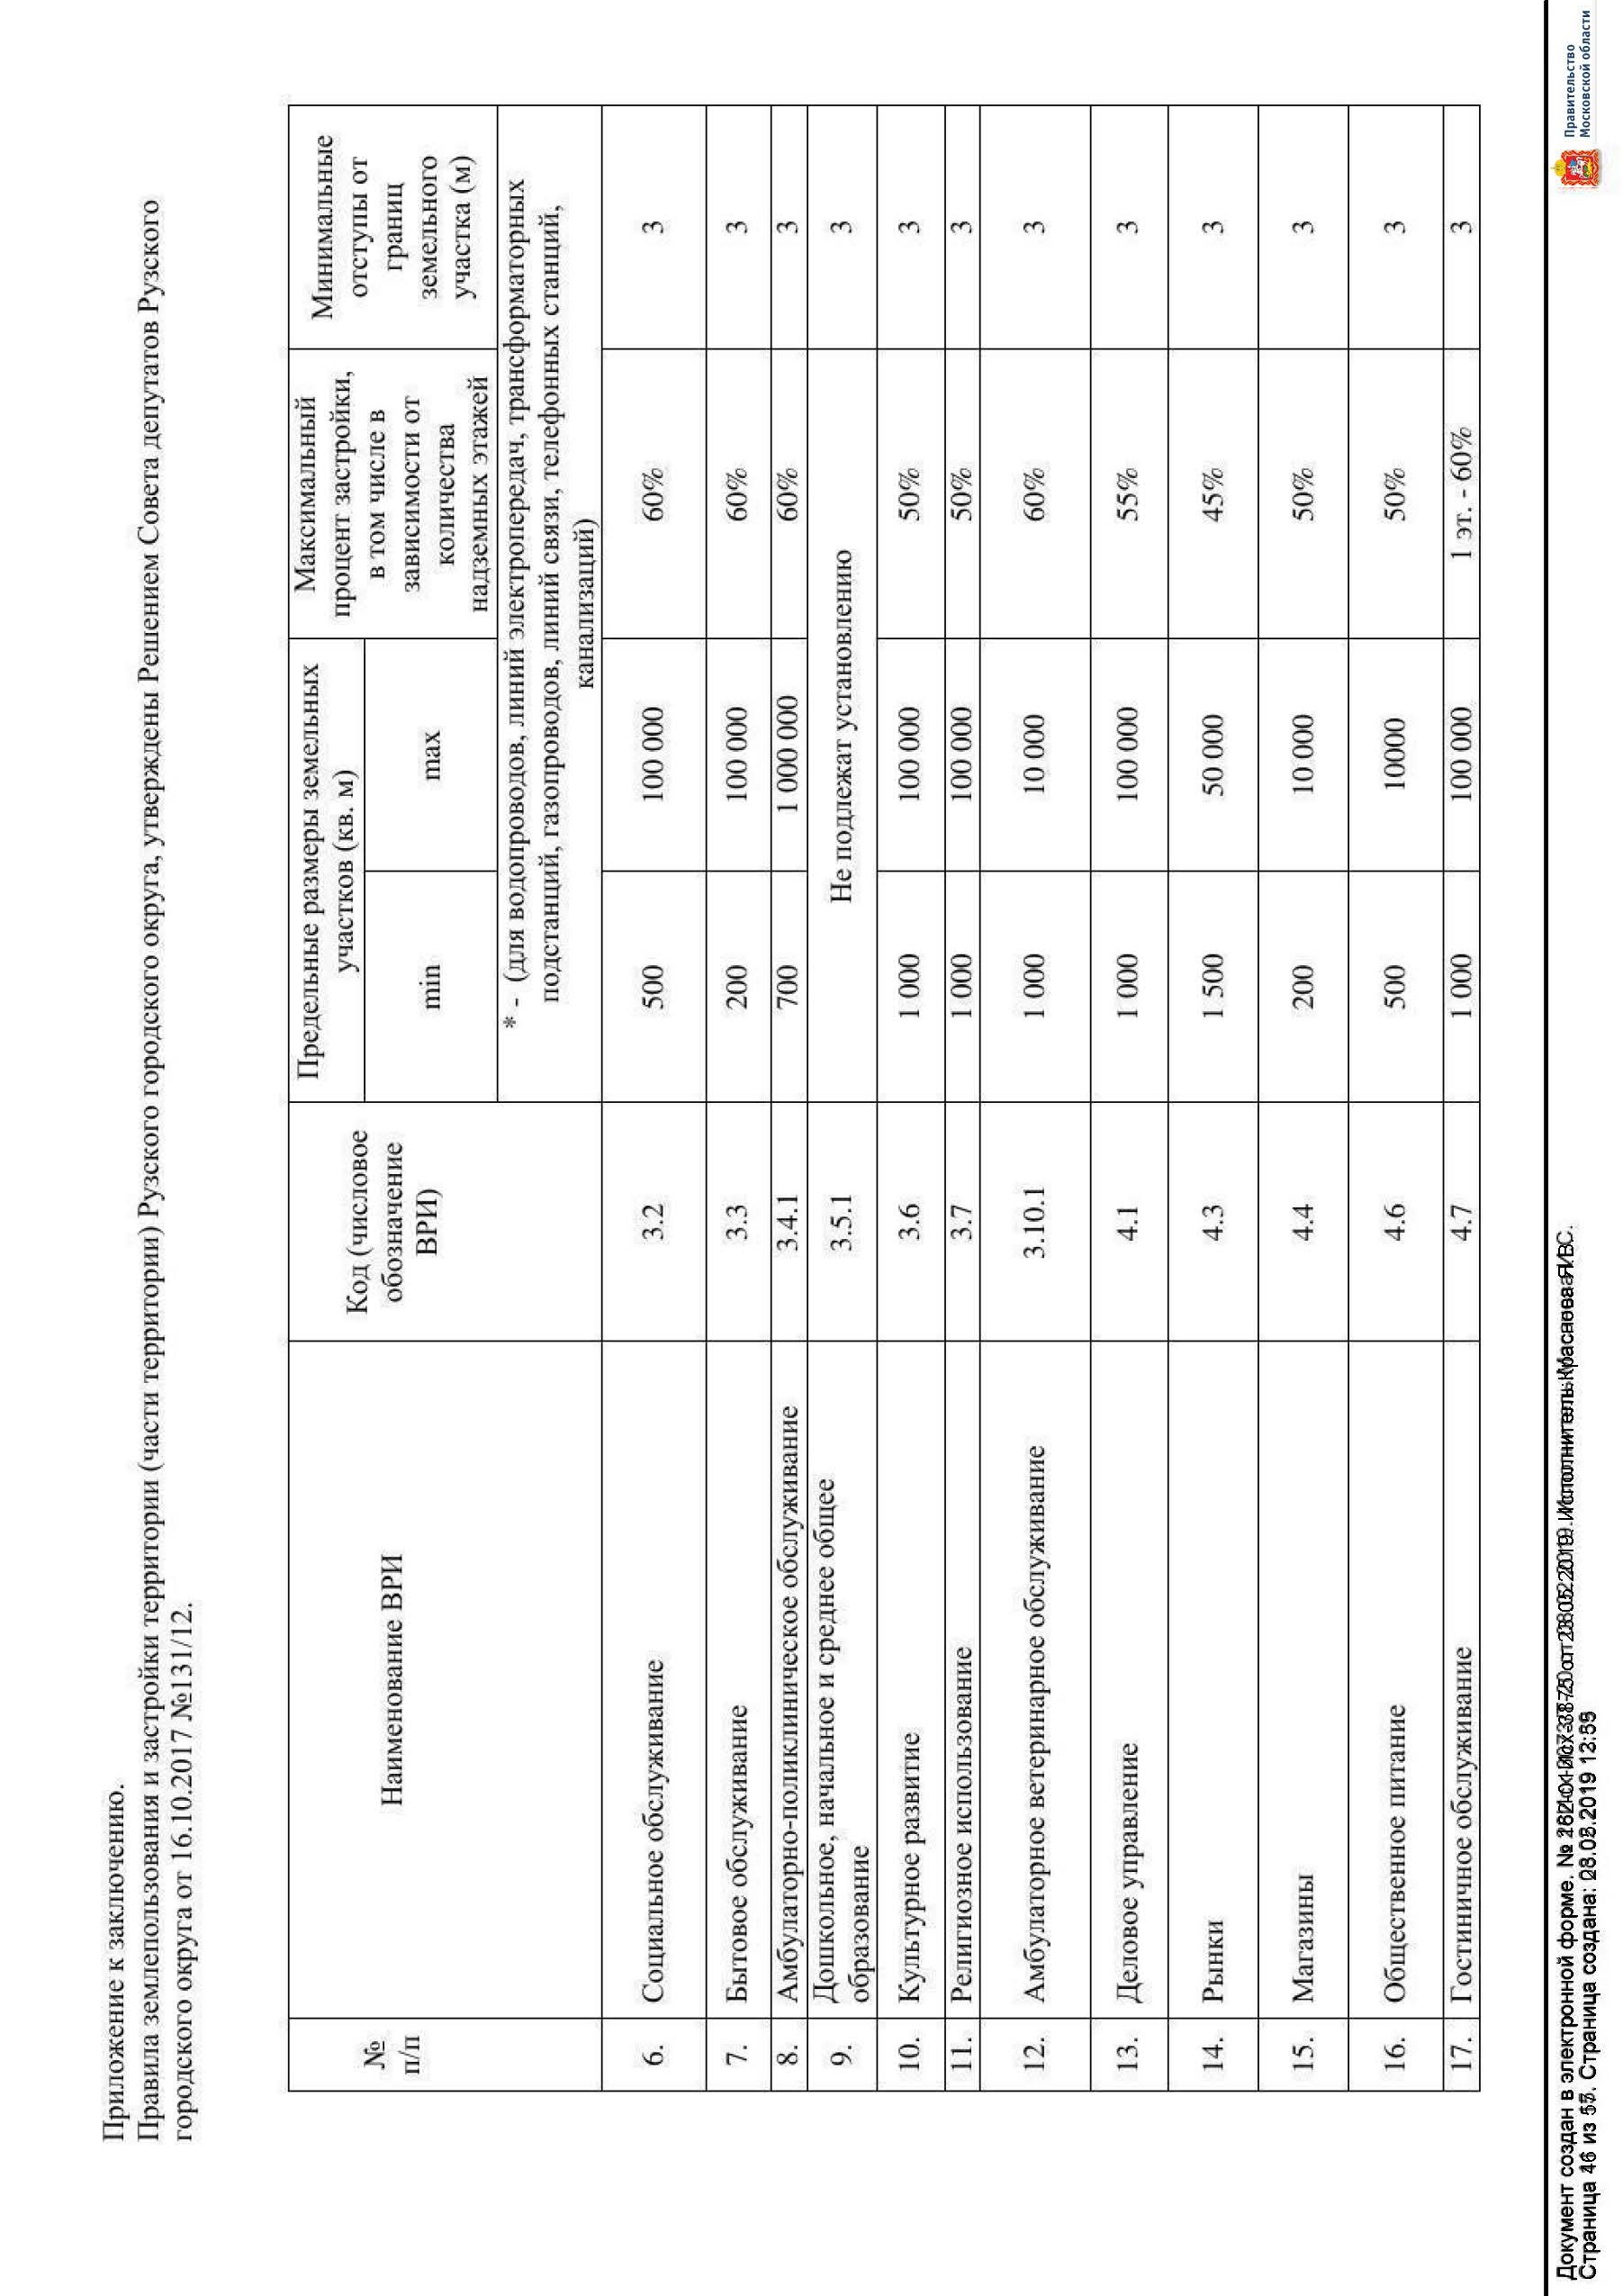 Приложение к заключению.
Правила землепользования и застройки территории (части территории) Рузского городского округа, утверждены Решением Совета депутатов Рузского
городского округа от 16.10.2017 №131/12.
№ п/п
Наименование ВРИ
Код (числовое обозначение ВРИ)
Предельные размеры земельных участков (кв. м)
min
max
Максимальный процент застройки, в том числе в зависимости от количества надземных этажей
Минимальные отступы от границ земельного участка (м)
* - (для водопроводов, линий электропередач, трансформаторных
подстанций, газопроводов, линий связи, телефонных станций,
канализаций)
6. Социальное обслуживание 3.2 500 100 000 60% 3
7. Бытовое обслуживание 3.3 200 100 000 60% 3
8. Амбулаторно-поликлиническое обслуживание 3.4.1 700 1 000 000 60% 3
9. Дошкольное, начальное и среднее общее образование 3.5.1 Не подлежат установлению 3
10. Культурное развитие 3.6 1 000 100 000 50% 3
11. Религиозное использование 3.7 1 000 100 000 50% 3
12. Амбулаторное ветеринарное обслуживание 3.10.1 1 000 10 000 60% 3
13. Деловое управление 4.1 1 000 100 000 55% 3
14. Рынки 4.3 1 500 50 000 45% 3
15. Магазины 4.4 200 10 000 50% 3
16. Общественное питание 4.6 500 10000 50% 3
17. Гостиничное обслуживание 4.7 1 000 100 000 1 эт. - 60% 3
Документ создан в электронной форме. №
Страница из Страница создана:
Правительство
Московской области